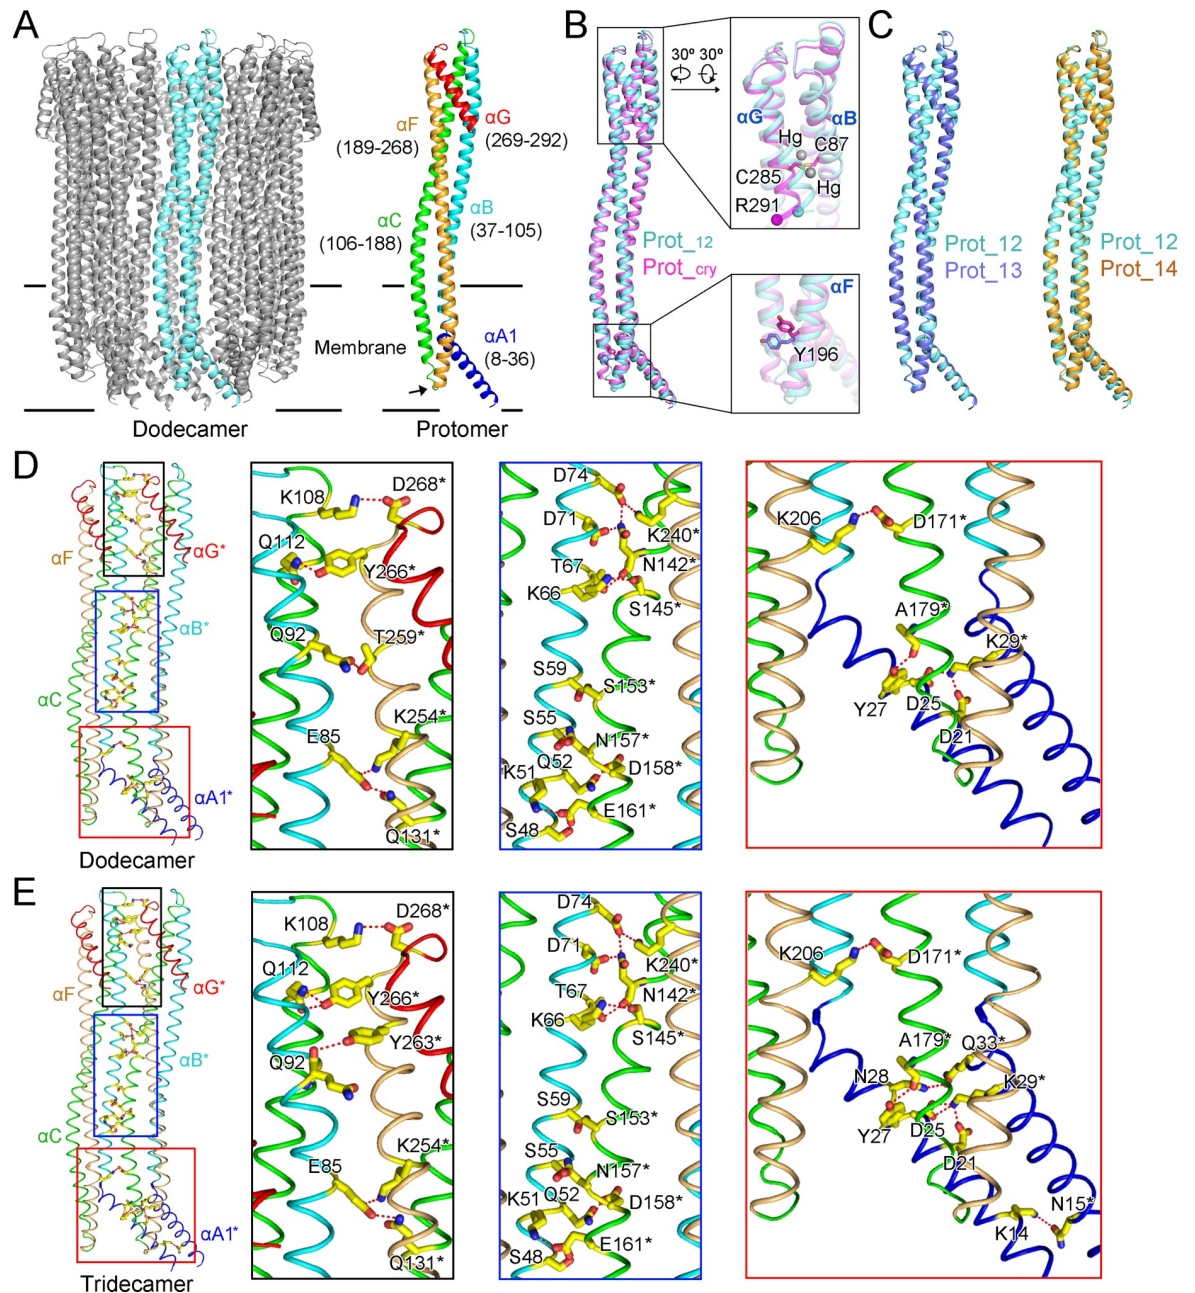 A
αF
(189-268)
αG
(269-292)
αC
(106-188)
αB
(37-105)
Membrane
αA1
(8-36)
Dodecamer
Protomer
B
30º 30º
αG
αB
Hg
C87
C285
Hg
R291
Prot_12
Prot_cry
αF
Y196
C
Prot_12
Prot_13
Prot_12
Prot_14
D
αF
αG*
αB*
αC
αA1*
Dodecamer
K108
D268*
Q112
Y266*
Q92
T259*
K254*
E85
Q131*
D74
D71
K240*
T67
N142*
K66
S145*
S59
S153*
S55
N157*
Q52
K51
D158*
E161*
S48
K206
D171*
A179*
K29*
Y27
D25
D21
E
αF
αG*
αB*
αC
αA1*
Tridecamer
K108
D268*
Q112
Y266*
Y263*
Q92
K254*
E85
Q131*
D74
D71
K240*
T67
N142*
K66
S145*
S59
S153*
S55
N157*
K51
Q52
D158*
E161*
S48
K206
D171*
A179*
Q33*
N28
K29*
Y27
D25
D21
N15*
K14